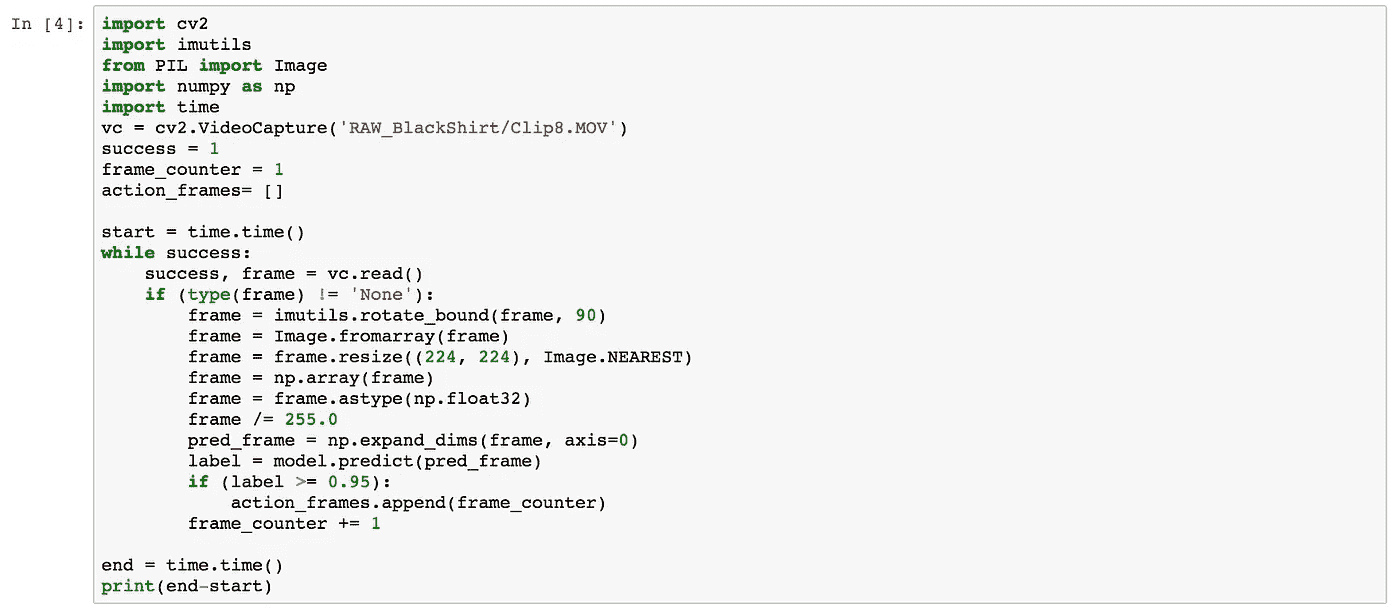 In [4]:
import cv2
import imutils
from PIL import Image
import numpy as np
import time
vc = cv2.VideoCapture('RAW_BlackShirt/Clip8.MOV')
success = 1
frame_counter = 1
action_frames= []

start = time.time()
while success:
    success, frame = vc.read()
    if (type(frame) != 'None'):
        frame = imutils.rotate_bound(frame, 90)
        frame = Image.fromarray(frame)
        frame = frame.resize((224, 224), Image.NEAREST)
        frame = np.array(frame)
        frame = frame.astype(np.float32)
        frame /= 255.0
        pred_frame = np.expand_dims(frame, axis=0)
        label = model.predict(pred_frame)
        if (label >= 0.95):
            action_frames.append(frame_counter)
        frame_counter += 1

end = time.time()
print(end-start)